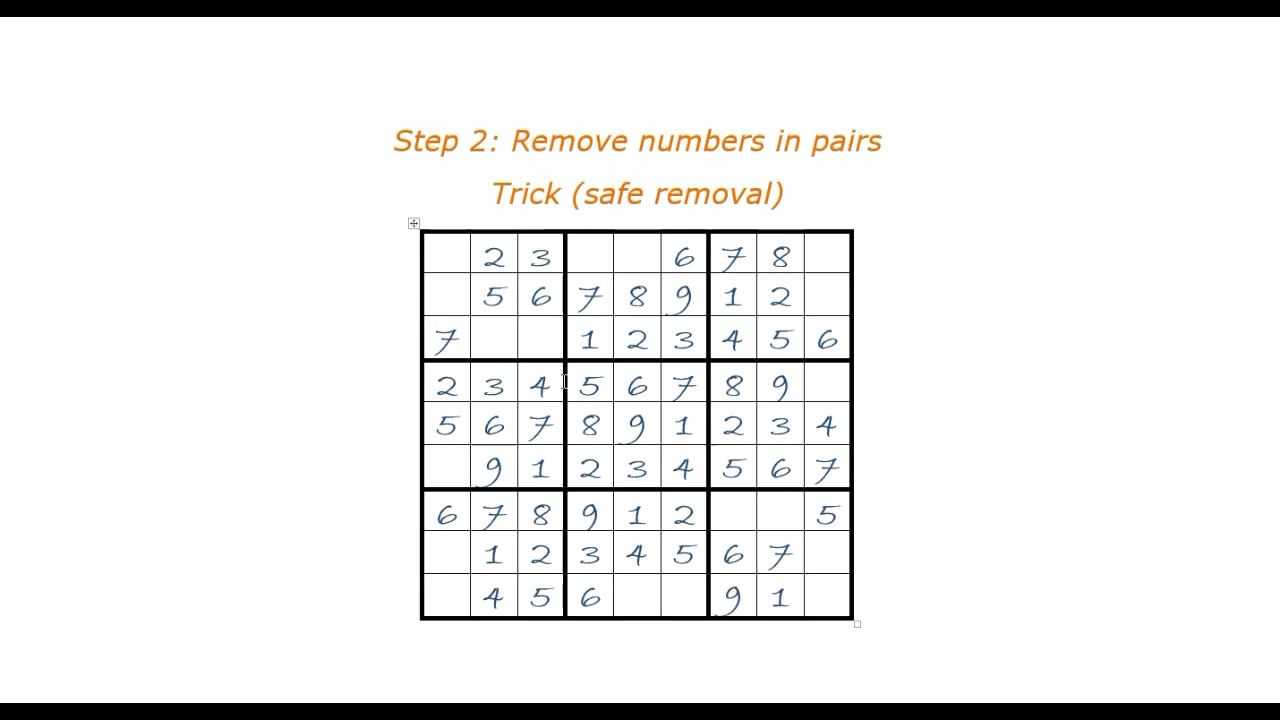 Step 2: Remove numbers in pairs
Trick (safe removal)
2 3 6 7 8
5 6 7 8 9 1 2
7 1 2 3 4 5 6
2 3 4 5 6 7 8 9
5 6 7 8 9 1 2 3 4
9 1 2 3 4 5 6 7
6 7 8 9 1 2 5
1 2 3 4 5 6 7
4 5 6 9 1